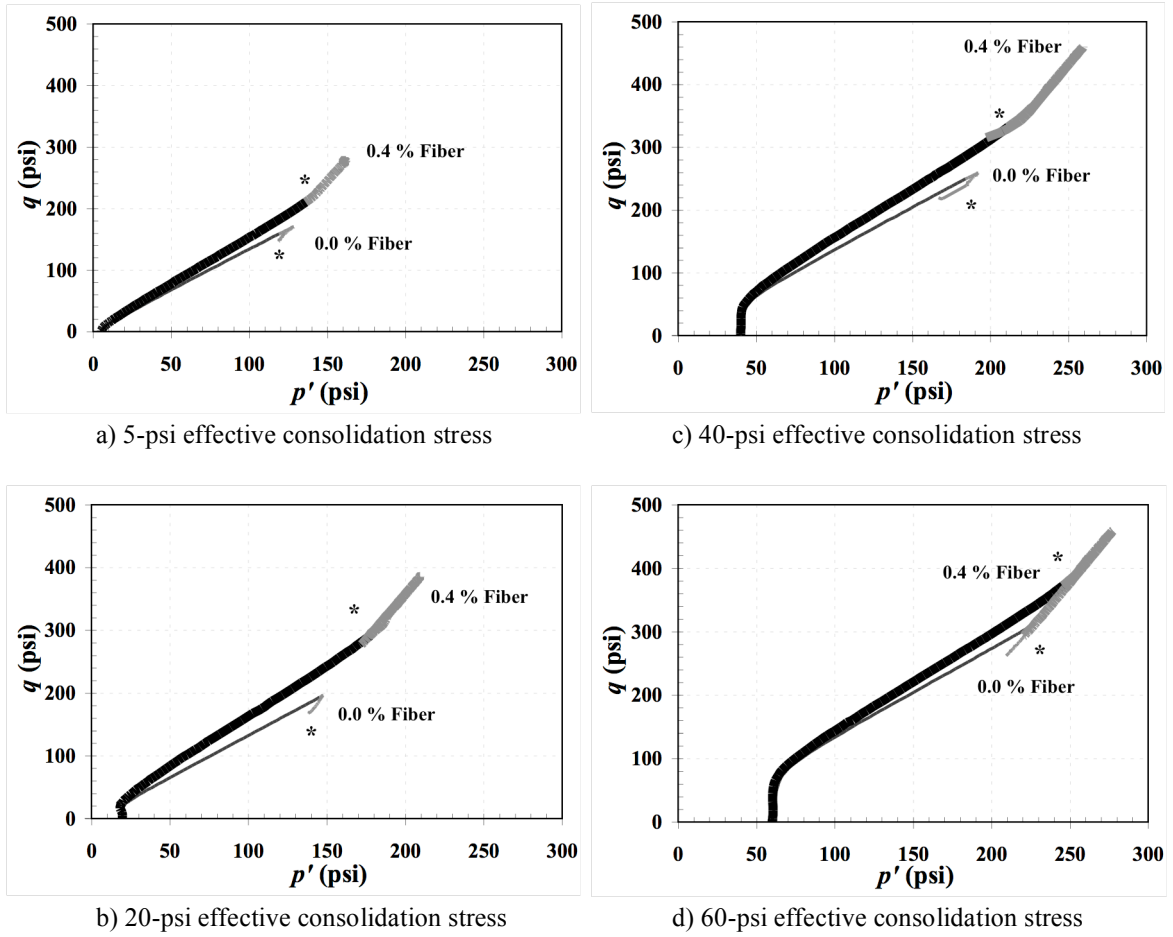 500
400
300
200
100
0
q (psi)
0.4 % Fiber
*
0.0 % Fiber
*
0 50 100 150 200 250 300
p' (psi)
a) 5-psi effective consolidation stress
500
400
300
200
100
0
q (psi)
0.4 % Fiber
*
0.0 % Fiber
*
0 50 100 150 200 250 300
p' (psi)
c) 40-psi effective consolidation stress
500
400
300
200
100
0
q (psi)
*
0.4 % Fiber
0.0 % Fiber
*
0 50 100 150 200 250 300
p' (psi)
b) 20-psi effective consolidation stress
500
400
300
200
100
0
q (psi)
*
0.4 % Fiber
*
0.0 % Fiber
0 50 100 150 200 250 300
p' (psi)
d) 60-psi effective consolidation stress